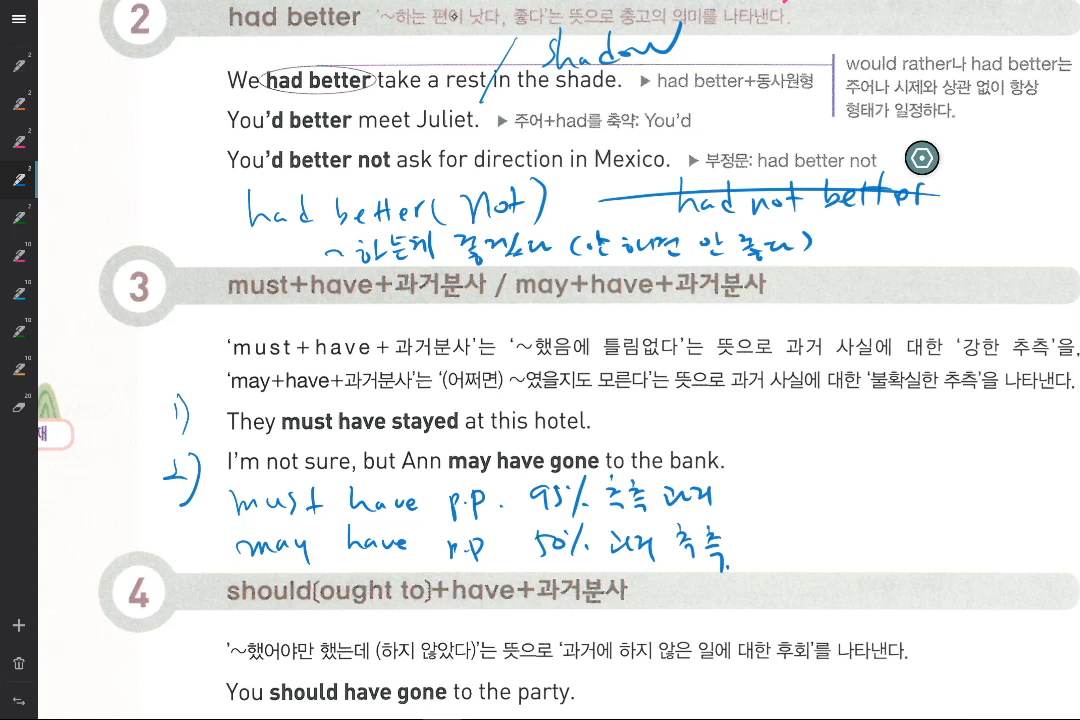 2 had better '~하는 편이 낫다, 좋다'는 뜻으로 충고의 의미를 나타낸다.
shadow
We had better take a rest in the shade. ▶ had better+동사원형
would rather나 had better는
주어나 시제와 상관 없이 항상
형태가 일정하다.
You'd better meet Juliet. ▶ 주어+had를 축약: You'd
You'd better not ask for direction in Mexico. ▶ 부정문: had better not
had better (not) had not better
~하는게 좋겠다 (안 하면 안 좋다)
3 must+have+과거분사 / may+have+과거분사
'must+have+과거분사'는 '~했음에 틀림없다'는 뜻으로 과거 사실에 대한 '강한 추측'을,
'may+have+과거분사'는 '(어쩌면) ~였을지도 모른다'는 뜻으로 과거 사실에 대한 '불확실한 추측'을 나타낸다.
재
1) They must have stayed at this hotel.
2) I'm not sure, but Ann may have gone to the bank.
must have p.p. 95% 추측 과거
may have p.p 50% 과거 추측.
4 should(ought to)+have+과거분사
'~했어야만 했는데 (하지 않았다)'는 뜻으로 '과거에 하지 않은 일에 대한 후회'를 나타낸다.
You should have gone to the party.
2
2
2
2
2
10
10
10
10
20